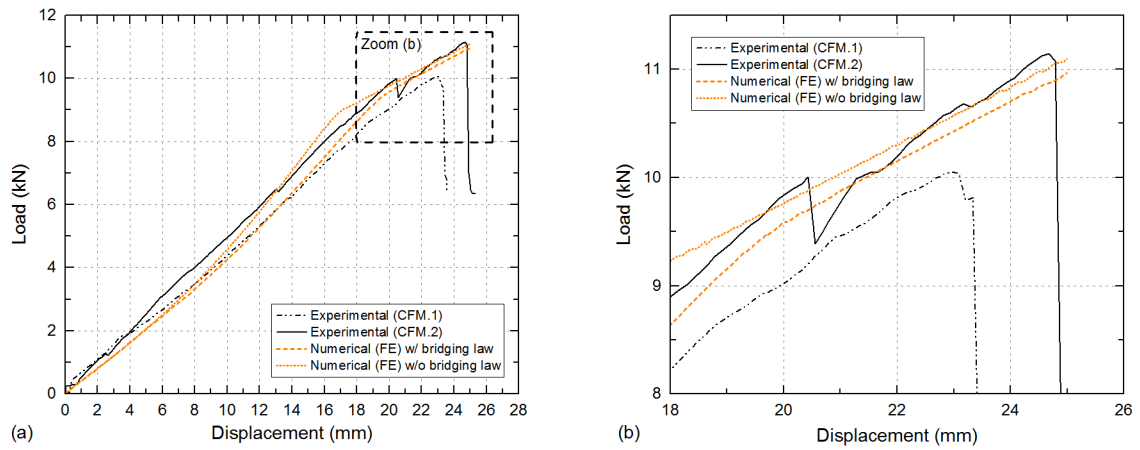 12
10
8
6
4
2
0
Load (kN)
Zoom (b)
Experimental (CFM.1)
Experimental (CFM.2)
Numerical (FE) w/ bridging law
Numerical (FE) w/o bridging law
0 2 4 6 8 10 12 14 16 18 20 22 24 26 28
Displacement (mm)
(a)
11
10
9
8
Load (kN)
Experimental (CFM.1)
Experimental (CFM.2)
Numerical (FE) w/ bridging law
Numerical (FE) w/o bridging law
18 20 22 24 26
Displacement (mm)
(b)